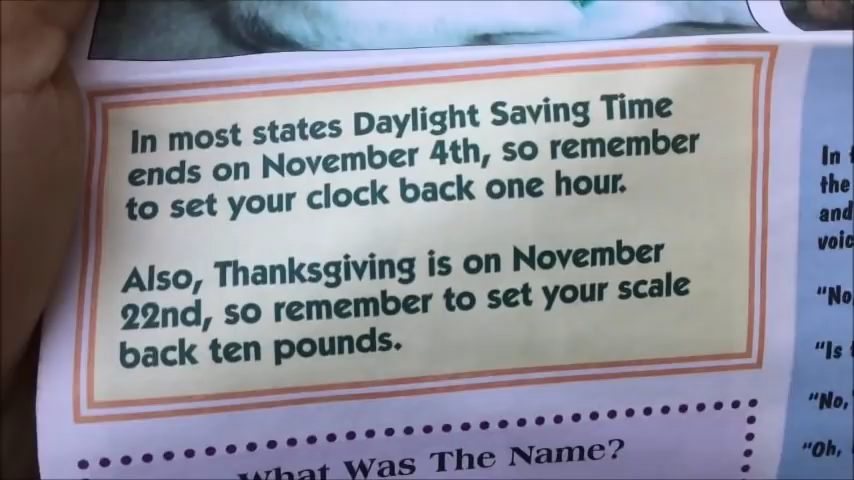 In most states Daylight Saving Time
ends on November 4th, so remember
to set your clock back one hour.
Also, Thanksgiving is on November
22nd, so remember to set your scale
back ten pounds.
What Was The Name?
In
the
and
voic
"No
"Is
"No,
"Oh,